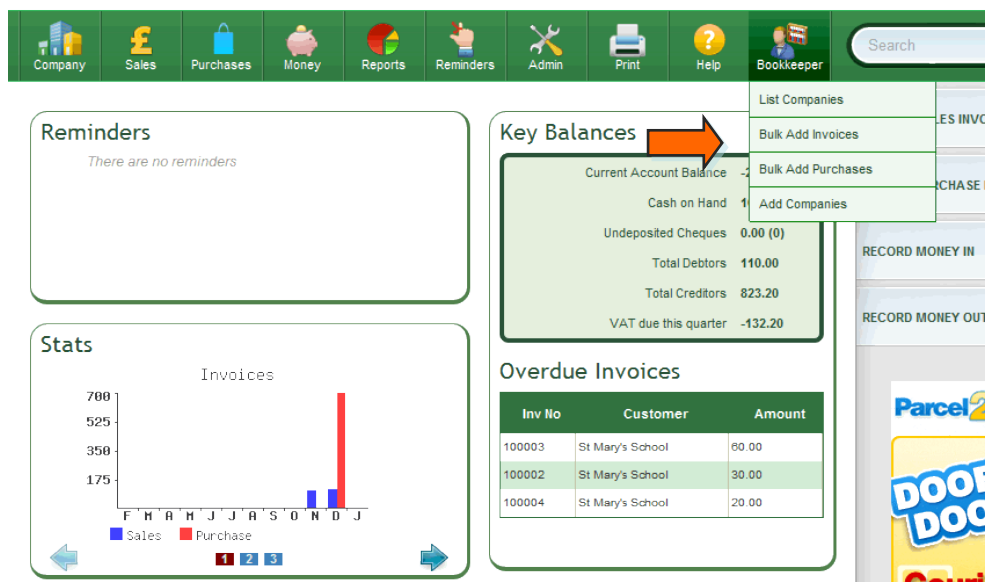 Company Sales Purchases Money Reports Reminders Admin Print Help Bookkeeper Search
List Companies
Bulk Add Invoices
Bulk Add Purchases
Add Companies
Reminders
There are no reminders
Key Balances
Current Account Balance
Cash on Hand
Undeposited Cheques 0.00 (0)
Total Debtors 110.00
Total Creditors 823.20
VAT due this quarter -132.20
RECORD MONEY IN
RECORD MONEY OUT
Stats
Invoices
700
525
350
175
F M A M J J A S O N D J
Sales Purchase
1 2 3
Overdue Invoices
Inv No Customer Amount
100003 St Mary's School 60.00
100002 St Mary's School 30.00
100004 St Mary's School 20.00
Parcel2
DOOR
DOO
Couri